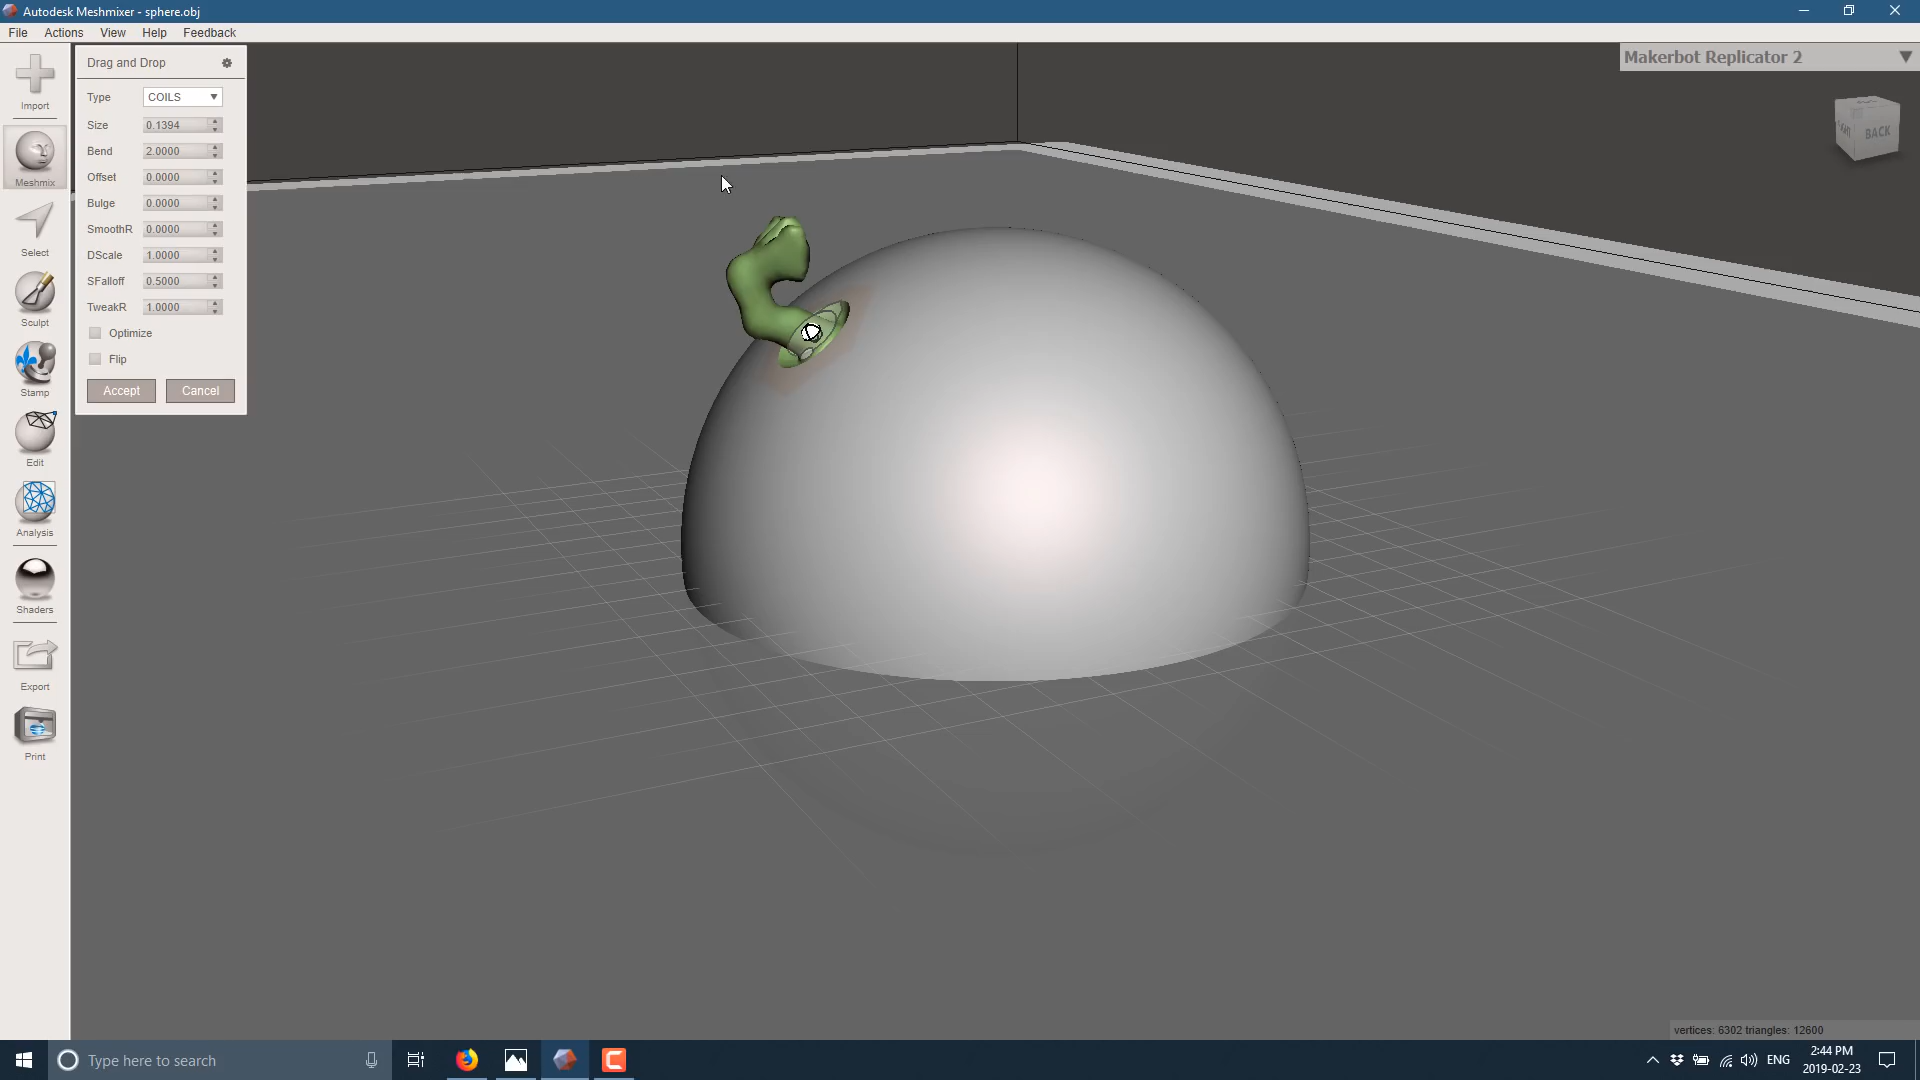 Autodesk Meshmixer - sphere.obj
File Actions View Help Feedback
Import
Meshmix
Select
Sculpt
Stamp
Edit
Analysis
Shaders
Export
Print
Drag and Drop
Type COILS
Size 0.1394
Bend 2.0000
Offset 0.0000
Bulge 0.0000
SmoothR 0.0000
DScale 1.0000
SFalloff 0.5000
TweakR 1.0000
Optimize
Flip
Accept Cancel
Makerbot Replicator 2
BACK
vertices: 6302 triangles: 12600
Type here to search
ENG
2:44 PM
2019-02-23